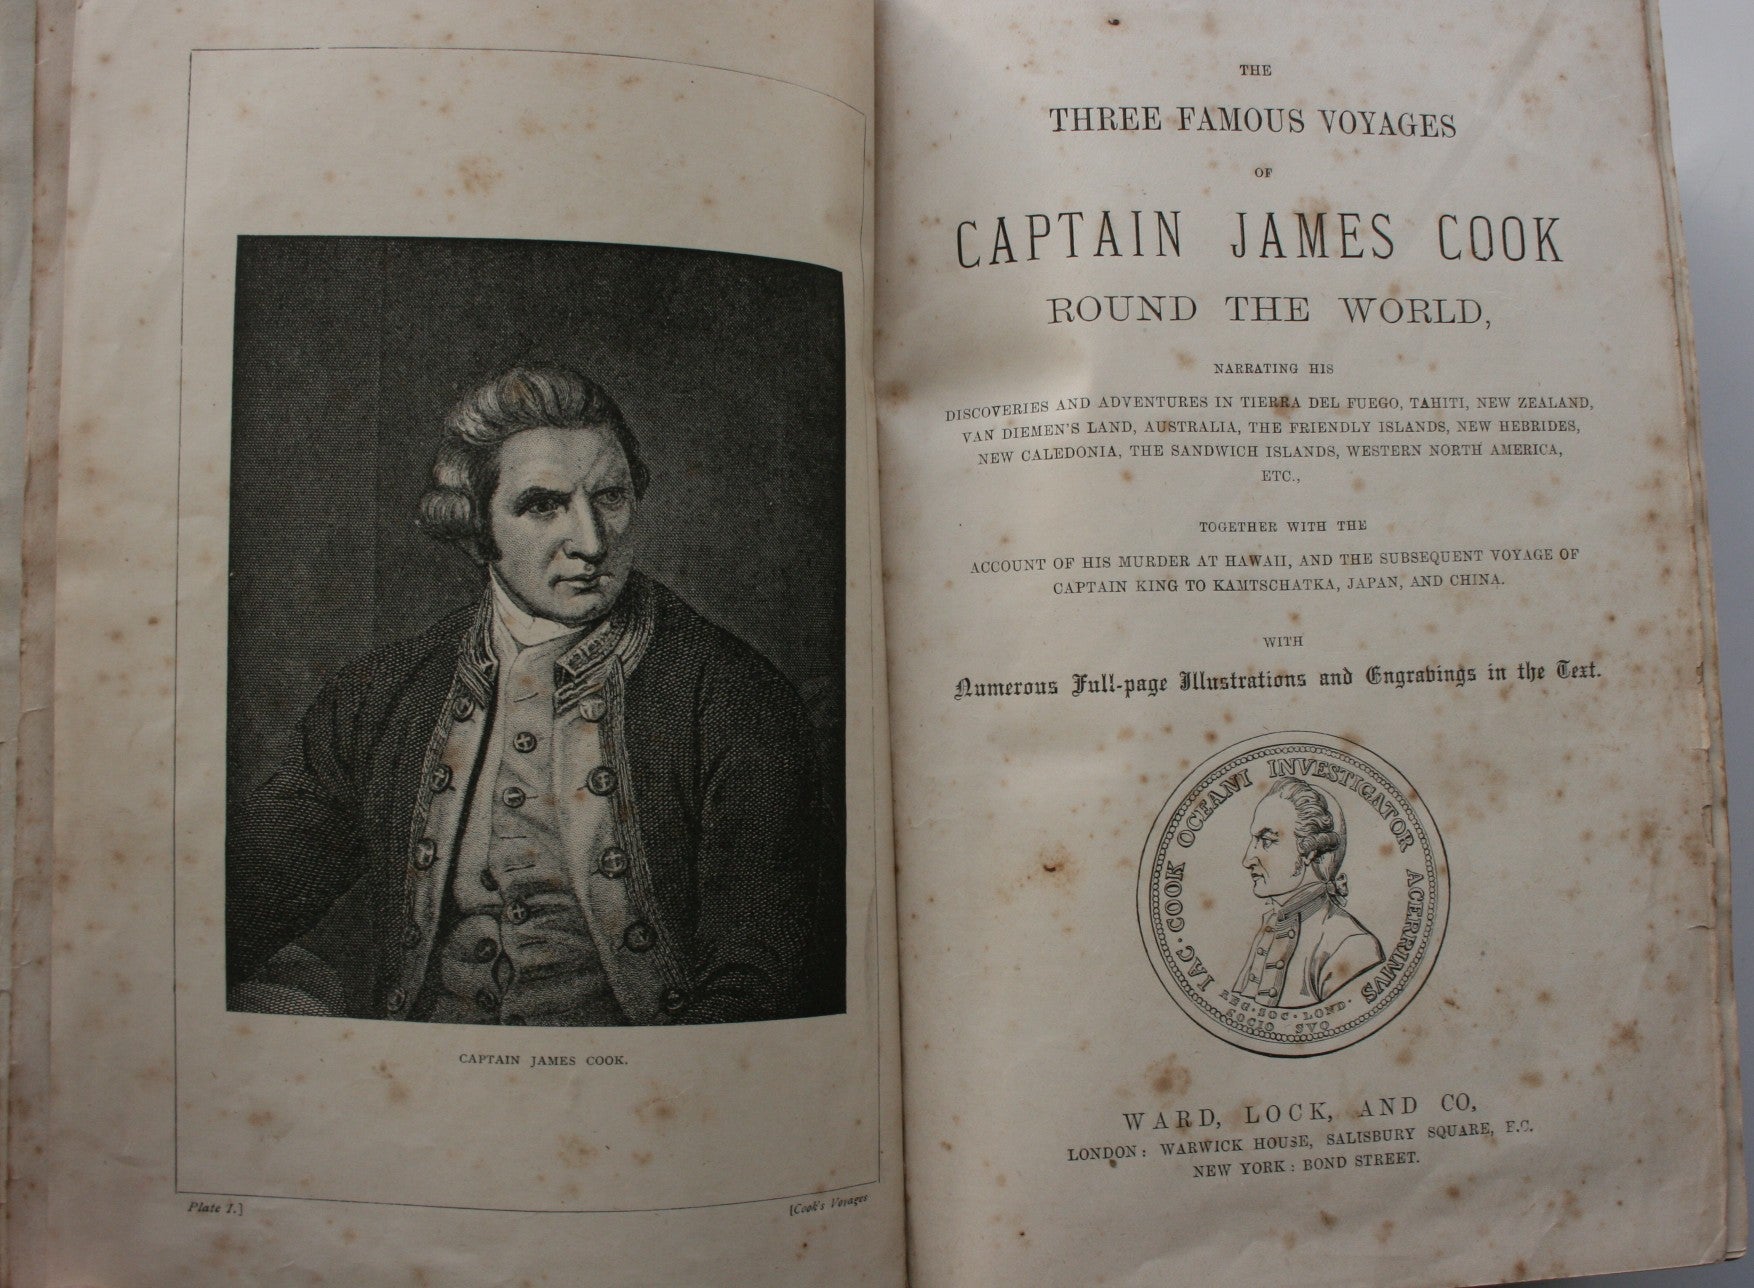 CAPTAIN JAMES COOK.
Plate I.]
[Cook's Voyages
THE
THREE FAMOUS VOYAGES
OF
CAPTAIN JAMES COOK
ROUND THE WORLD,
NARRATING HIS
DISCOVERIES AND ADVENTURES IN TIERRA DEL FUEGO, TAHITI, NEW ZEALAND,
VAN DIEMEN'S LAND, AUSTRALIA, THE FRIENDLY ISLANDS, NEW HEBRIDES,
NEW CALEDONIA, THE SANDWICH ISLANDS, WESTERN NORTH AMERICA,
ETC.,
TOGETHER WITH THE
ACCOUNT OF HIS MURDER AT HAWAII, AND THE SUBSEQUENT VOYAGE OF
CAPTAIN KING TO KAMTSCHATKA, JAPAN, AND CHINA.
WITH
Numerous Full-page Illustrations and Engravings in the Text.
IAC·COOK OCEANI INVESTIGATOR ACERRIMVS
REG·SOC·LOND·
SOCIO SVO
WARD, LOCK, AND CO,
LONDON: WARWICK HOUSE, SALISBURY SQUARE, E.C.
NEW YORK: BOND STREET.